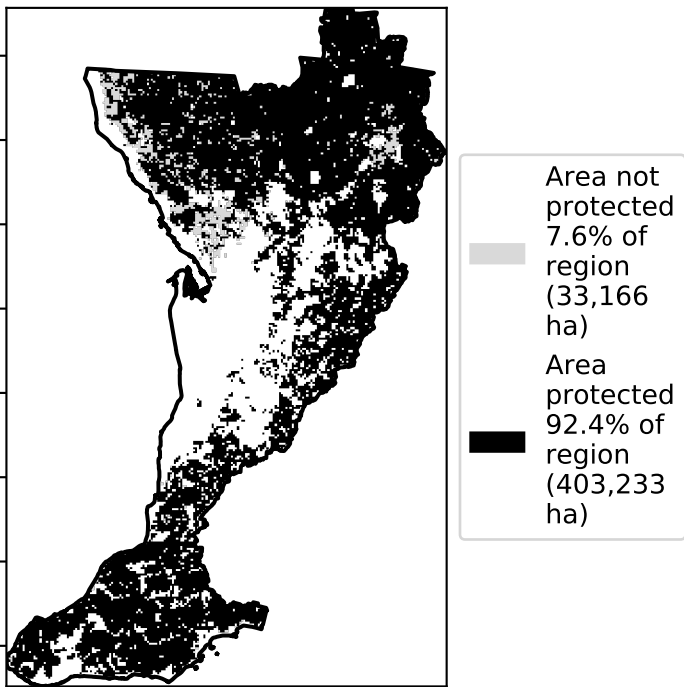 Area not
protected
7.6% of
region
(33,166
ha)
Area
protected
92.4% of
region
(403,233
ha)